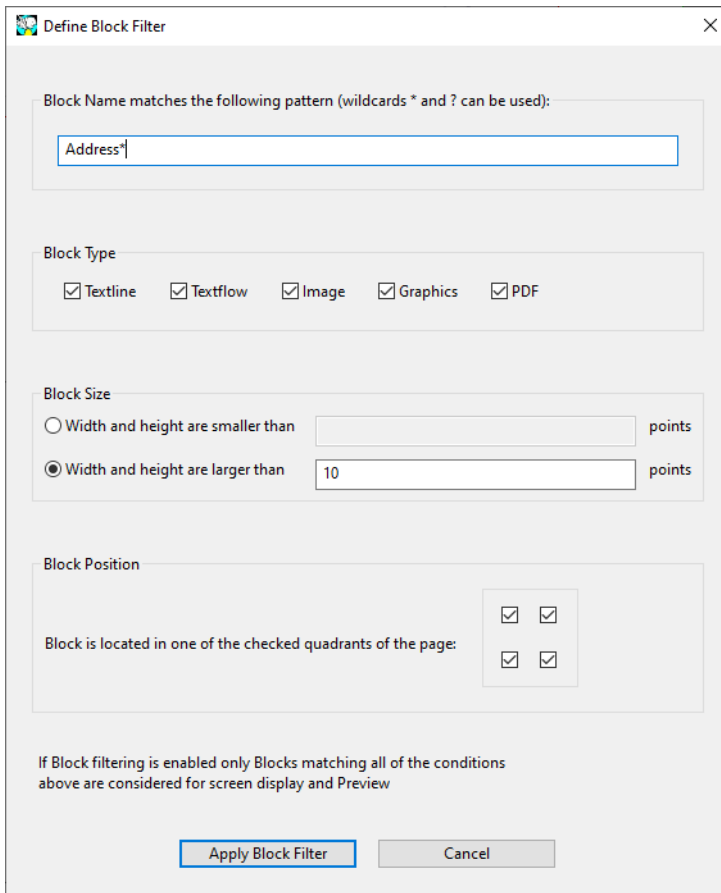 Define Block Filter
Block Name matches the following pattern (wildcards * and ? can be used):
Address*
Block Type
Textline Textflow Image Graphics PDF
Block Size
Width and height are smaller than points
Width and height are larger than 10 points
Block Position
Block is located in one of the checked quadrants of the page:
If Block filtering is enabled only Blocks matching all of the conditions
above are considered for screen display and Preview
Apply Block Filter Cancel